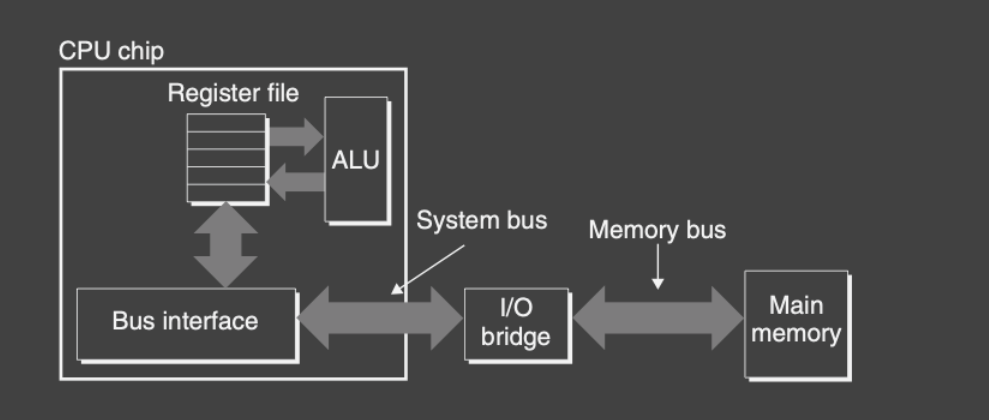 CPU chip
Register file
ALU
System bus
Memory bus
Bus interface
I/O
bridge
Main
memory